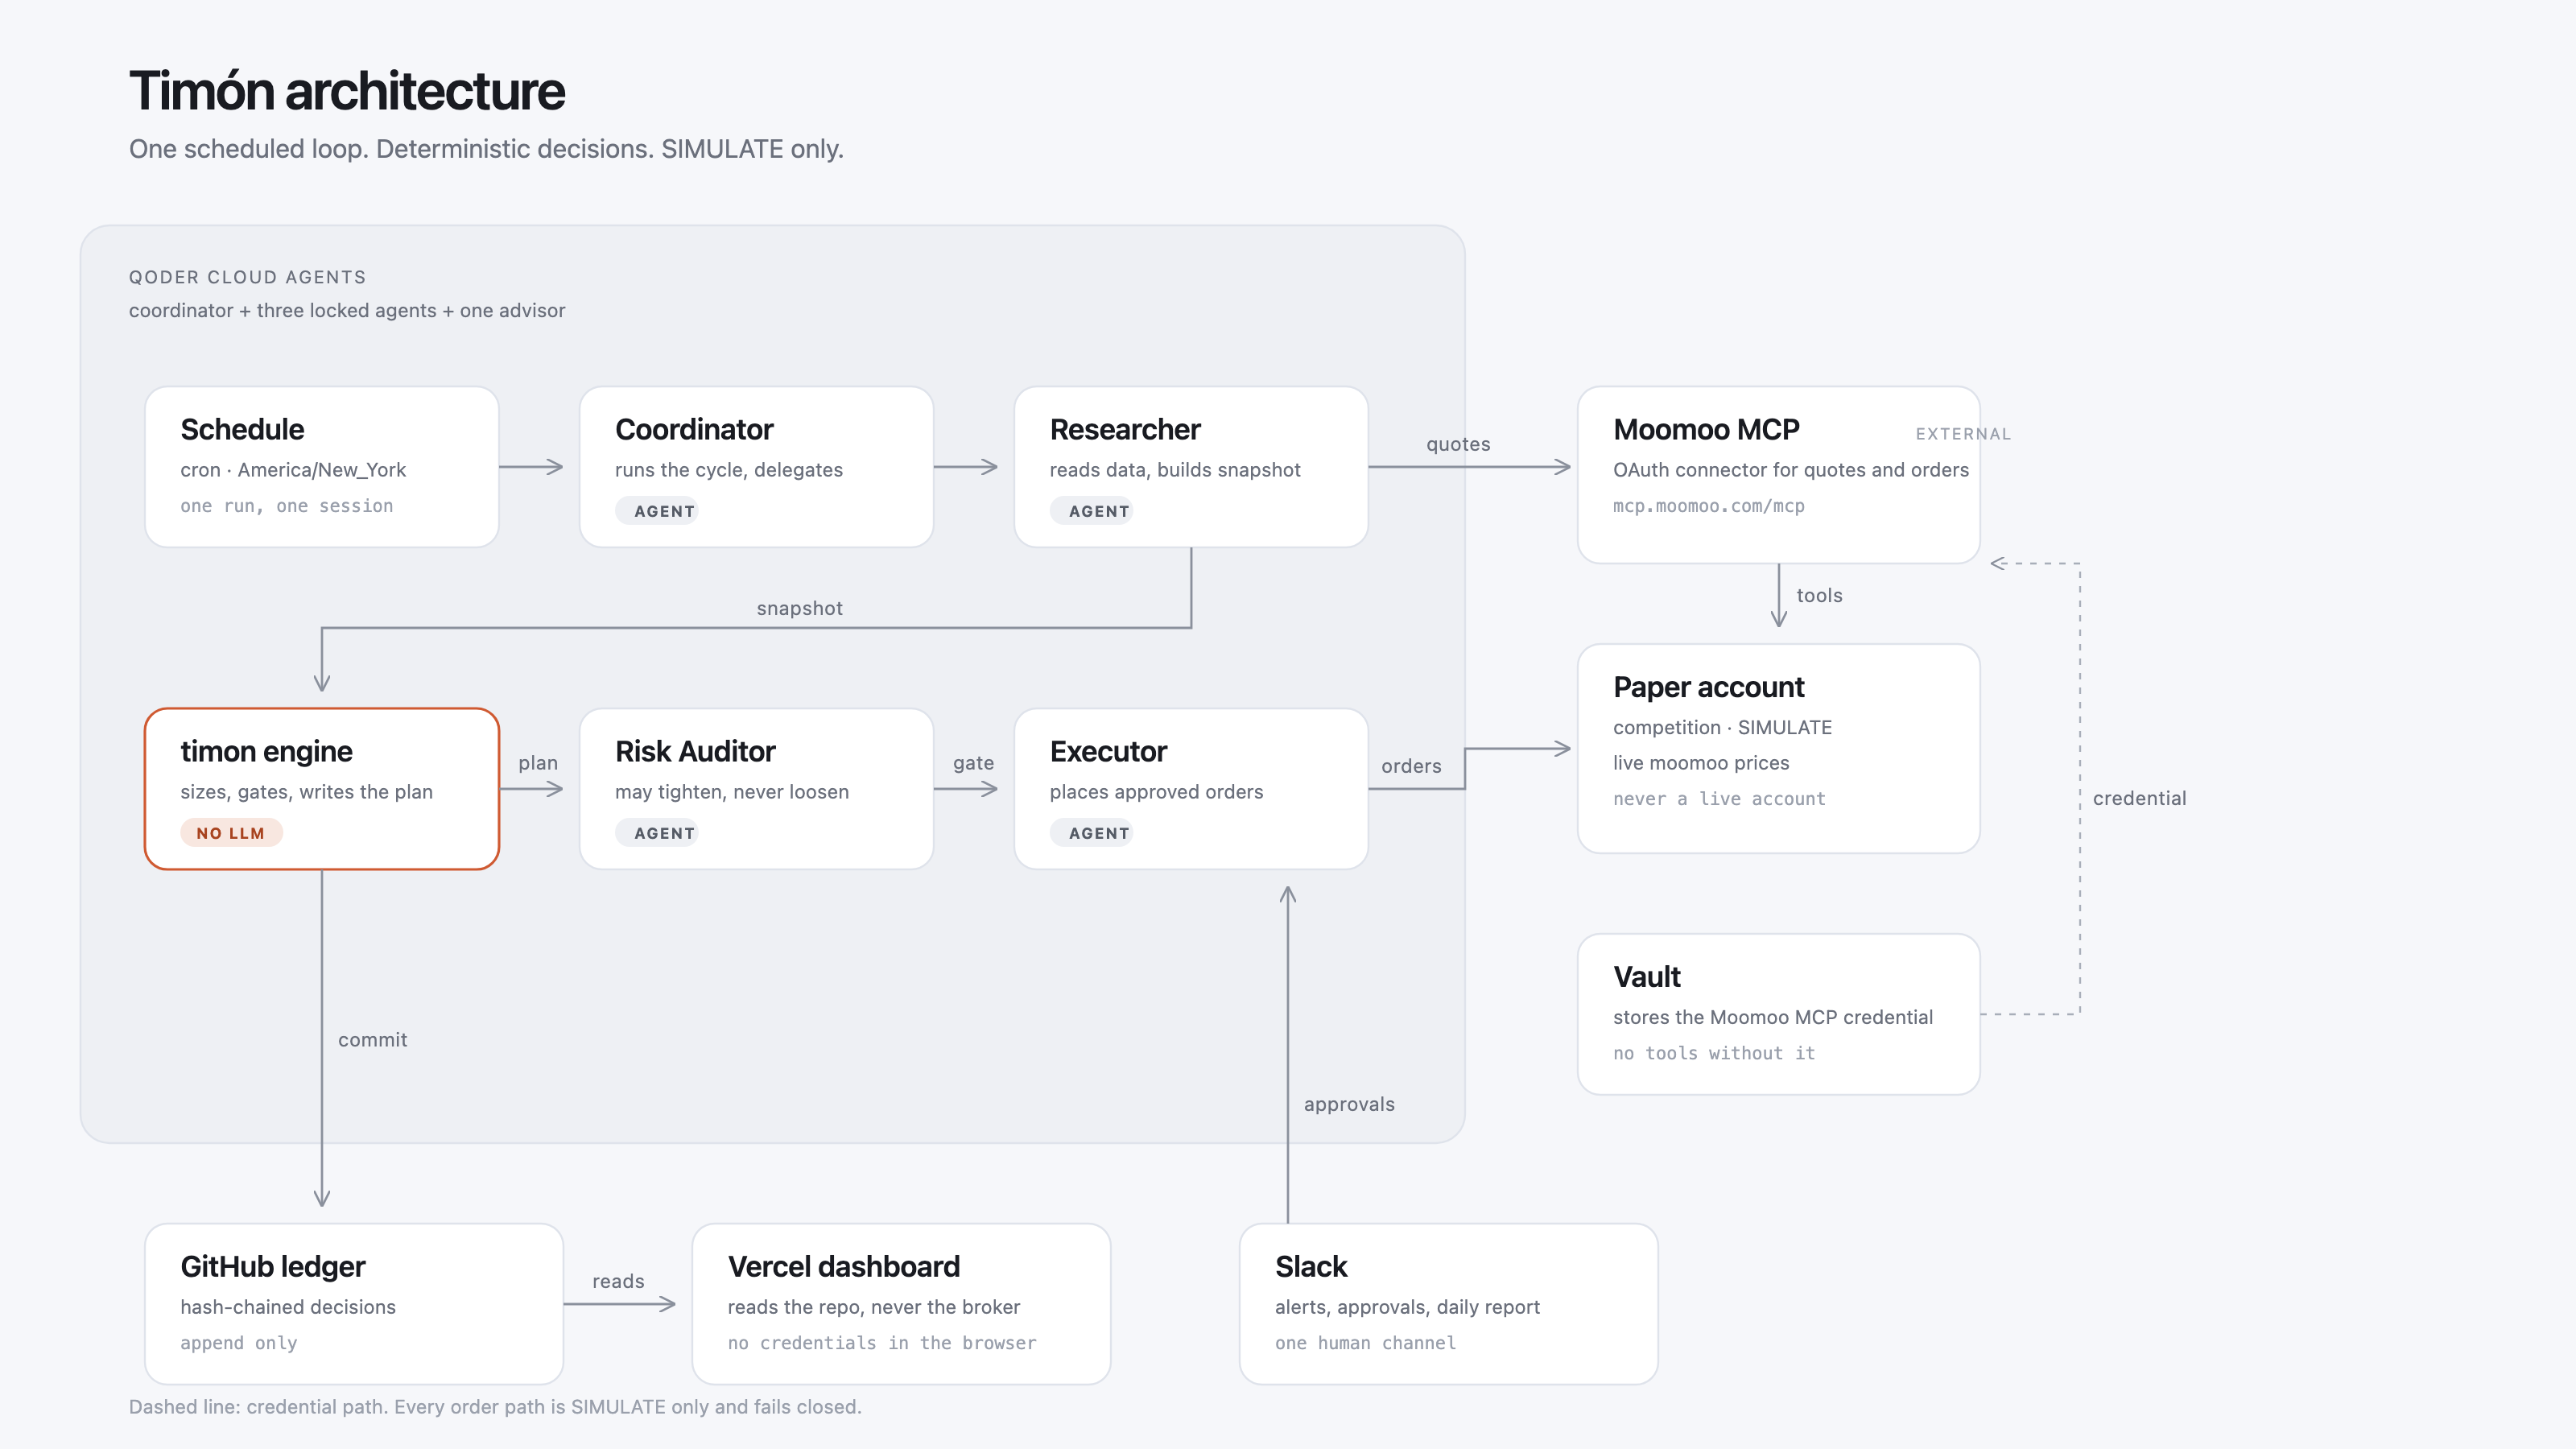 Timón architecture
One scheduled loop. Deterministic decisions. SIMULATE only.
QODER CLOUD AGENTS
coordinator + three locked agents + one advisor
Schedule
cron · America/New_York
one run, one session
Coordinator
runs the cycle, delegates
AGENT
Researcher
reads data, builds snapshot
AGENT
quotes
Moomoo MCP
EXTERNAL
OAuth connector for quotes and orders
mcp.moomoo.com/mcp
snapshot
tools
timon engine
sizes, gates, writes the plan
NO LLM
plan
Risk Auditor
may tighten, never loosen
AGENT
gate
Executor
places approved orders
AGENT
orders
Paper account
competition · SIMULATE
live moomoo prices
never a live account
credential
Vault
stores the Moomoo MCP credential
no tools without it
commit
approvals
GitHub ledger
hash-chained decisions
append only
reads
Vercel dashboard
reads the repo, never the broker
no credentials in the browser
Slack
alerts, approvals, daily report
one human channel
Dashed line: credential path. Every order path is SIMULATE only and fails closed.